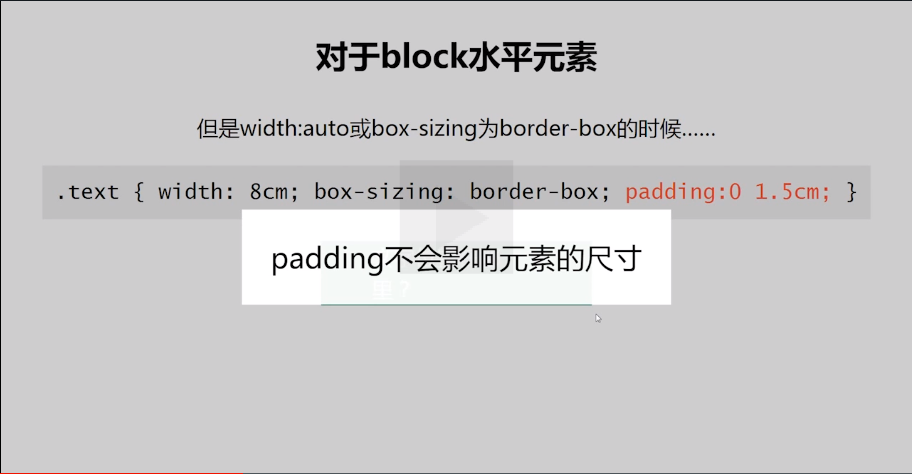 对于block水平元素
但是width:auto或box-sizing为border-box的时候……
.text { width: 8cm; box-sizing: border-box; padding:0 1.5cm; }
padding不会影响元素的尺寸
里？